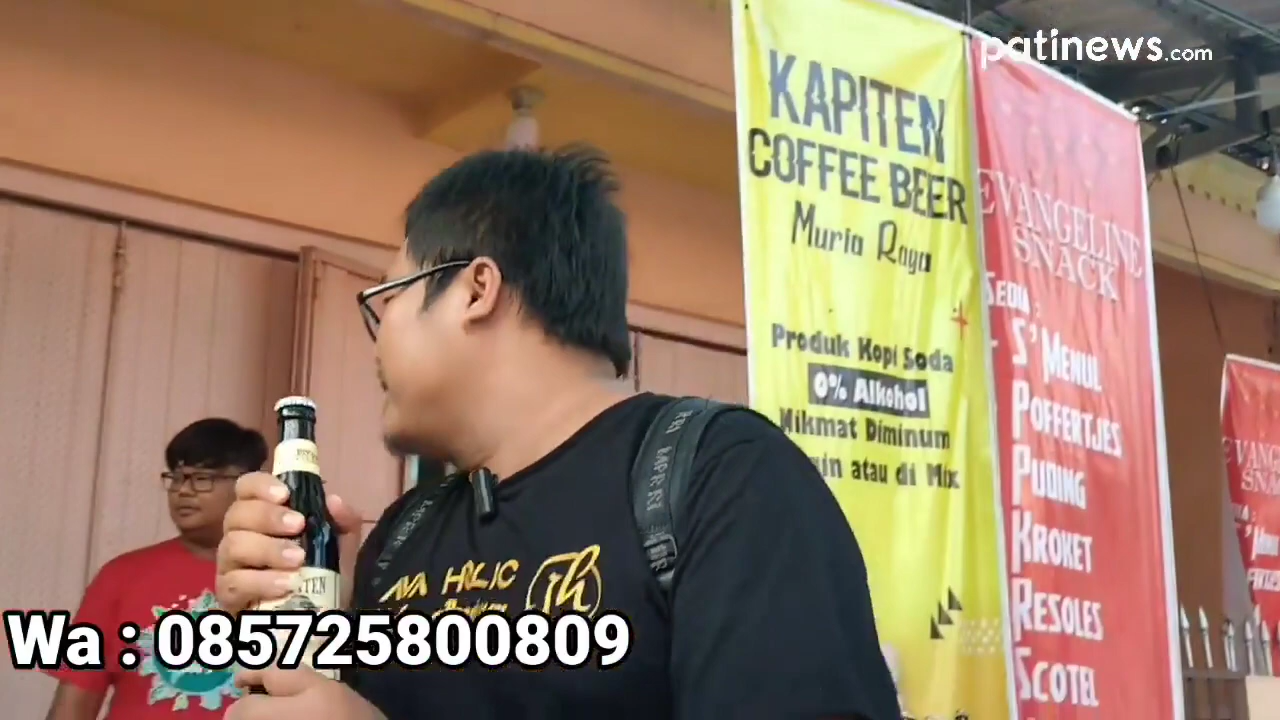 patinews.com
KAPITEN
COFFEE BEER
Muria Raya
Produk Kopi Soda
0% Alkohol
Nikmat Diminum
atau di Mix
EVANGELINE
SNACK
SEDIA :
- S'MENUL
POFFERTJES
PUDING
KROKET
RESOLES
SCOTEL
Wa : 085725800809